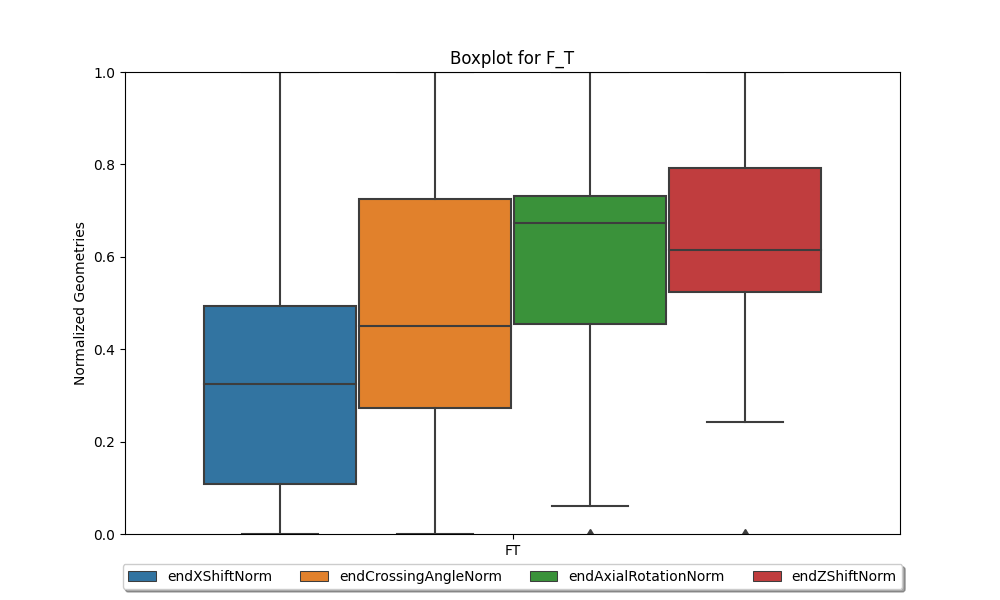 Boxplot for F_T
Normalized Geometries
1.0
0.8
0.6
0.4
0.2
0.0
FT
endXShiftNorm endCrossingAngleNorm endAxialRotationNorm endZShiftNorm